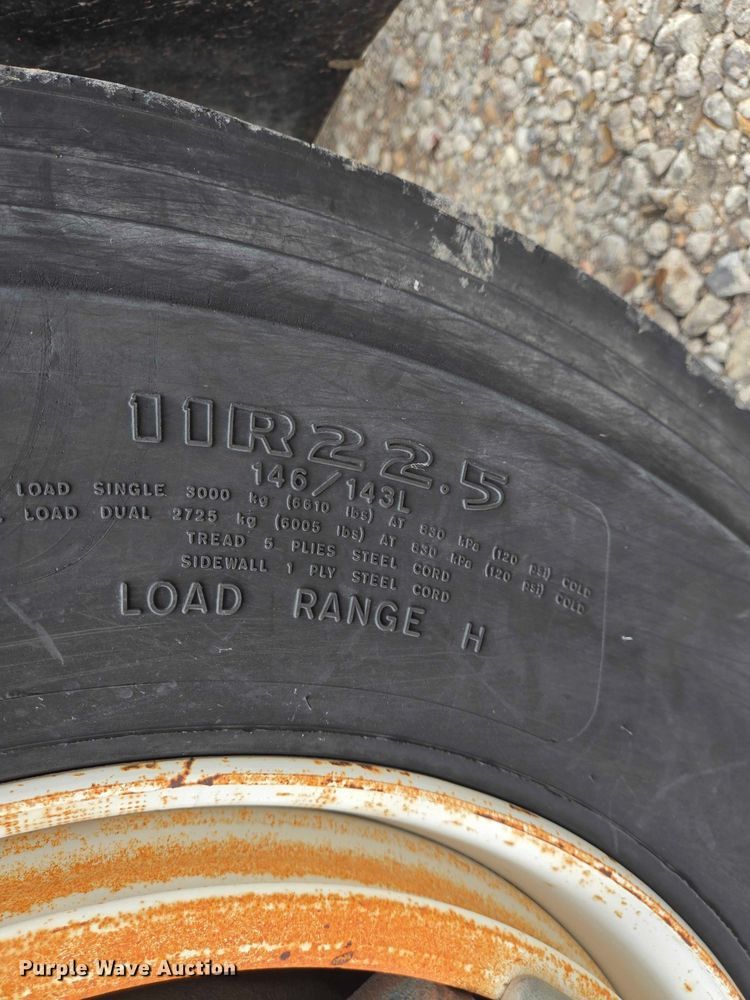 11R22.5
146/143L
LOAD SINGLE 3000 kg (6610 lbs) AT 830 kPa (120 psi) COLD
LOAD DUAL 2725 kg (6005 lbs) AT 830 kPa (120 psi) COLD
TREAD 5 PLIES STEEL CORD
SIDEWALL 1 PLY STEEL CORD
LOAD RANGE H
Purple Wave Auction